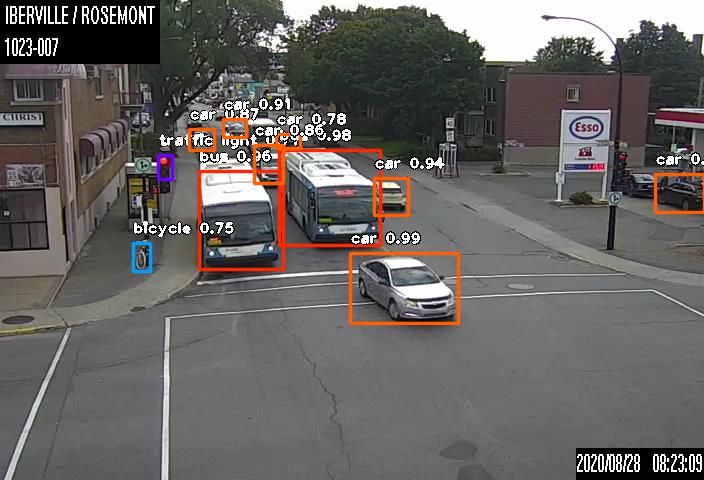 IBERVILLE / ROSEMONT
1023-007
car 0.91
car 0.87
car 0.78
car 0.86
.98
traffic light 0.
bus 0.96
car 0.94
car 0.
CHRIST
Esso
bicycle 0.75
car 0.99
2020/08/28 08:23:09